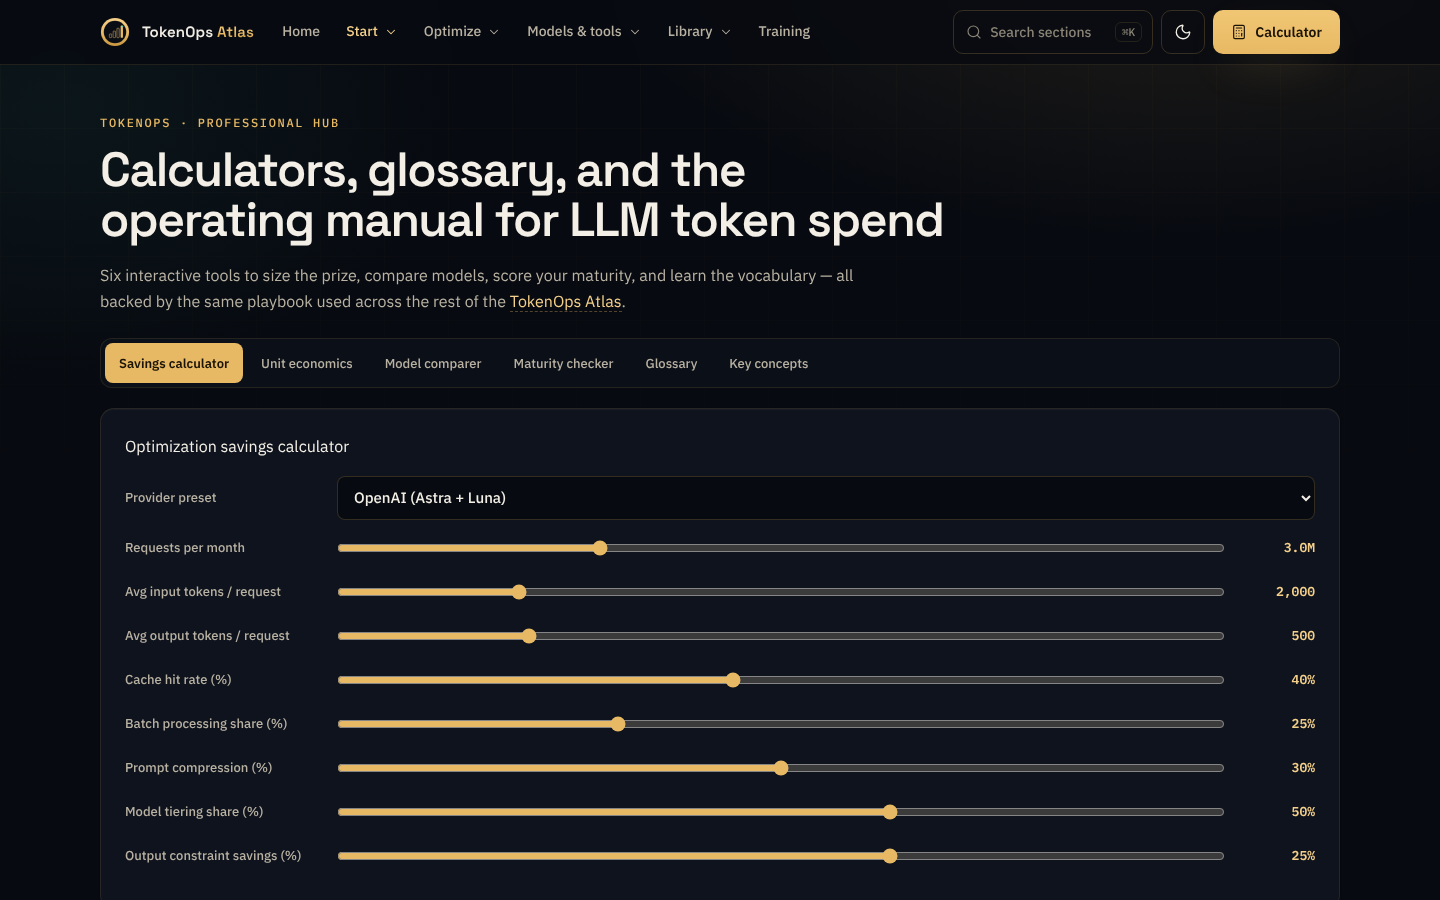 TokenOps Atlas
Home
Start
Optimize
Models & tools
Library
Training
Search sections
⌘K
Calculator
TOKENOPS · PROFESSIONAL HUB
Calculators, glossary, and the
operating manual for LLM token spend
Six interactive tools to size the prize, compare models, score your maturity, and learn the vocabulary — all
backed by the same playbook used across the rest of the TokenOps Atlas.
Savings calculator
Unit economics
Model comparer
Maturity checker
Glossary
Key concepts
Optimization savings calculator
Provider preset
OpenAI (Astra + Luna)
Requests per month
3.0M
Avg input tokens / request
2,000
Avg output tokens / request
500
Cache hit rate (%)
40%
Batch processing share (%)
25%
Prompt compression (%)
30%
Model tiering share (%)
50%
Output constraint savings (%)
25%